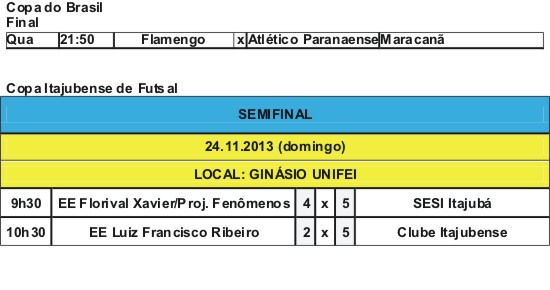 Copa do Brasil
Final
Qua 21:50 Flamengo x Atlético Paranaense Maracanã
Copa Itajubense de Futsal
SEMIFINAL
24.11.2013 (domingo)
LOCAL: GINÁSIO UNIFEI
9h30 EE Florival Xavier/Proj. Fenômenos 4 x 5 SESI Itajubá
10h30 EE Luiz Francisco Ribeiro 2 x 5 Clube Itajubense